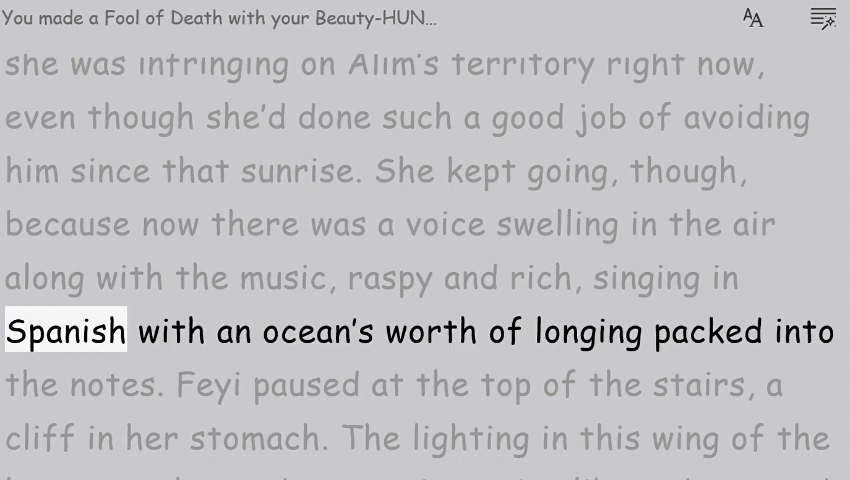 You made a Fool of Death with your Beauty-HUN...
AA
she was intringing on Alim's territory right now,
even though she'd done such a good job of avoiding
him since that sunrise. She kept going, though,
because now there was a voice swelling in the air
along with the music, raspy and rich, singing in
Spanish with an ocean's worth of longing packed into
the notes. Feyi paused at the top of the stairs, a
cliff in her stomach. The lighting in this wing of the